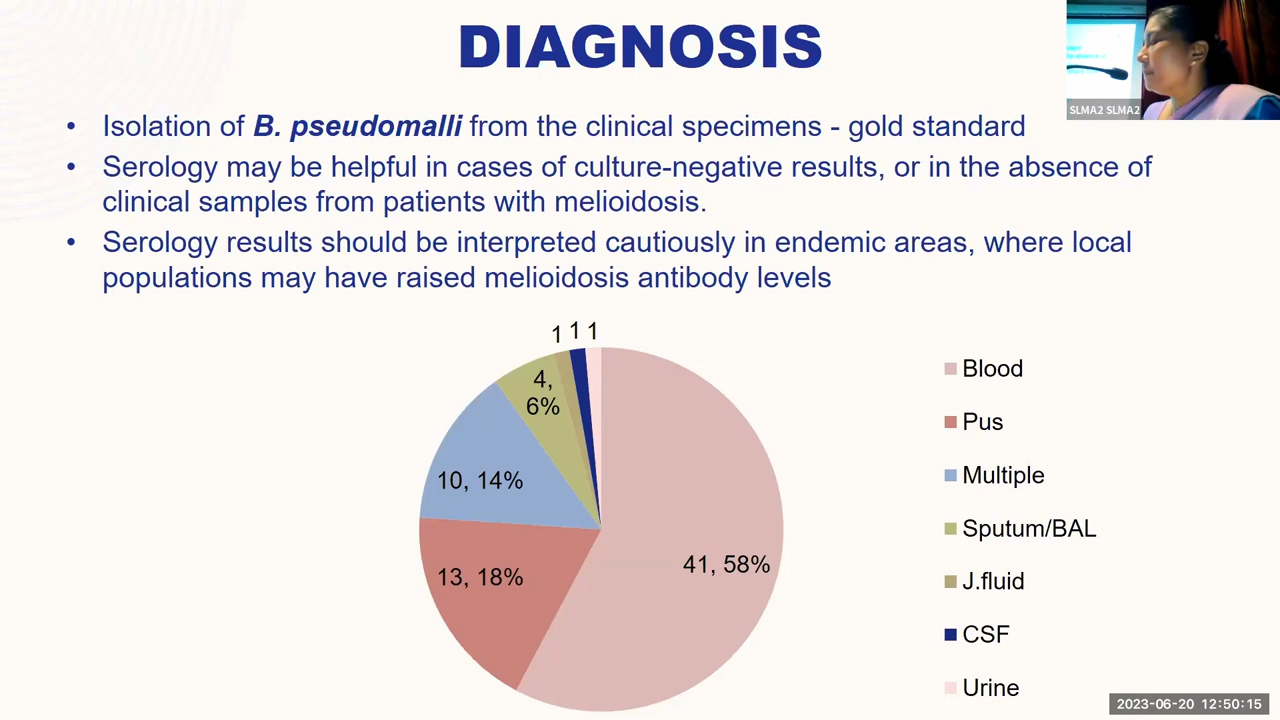 DIAGNOSIS
SLMA2 SLMA2
• Isolation of B. pseudomalli from the clinical specimens - gold standard
• Serology may be helpful in cases of culture-negative results, or in the absence of
clinical samples from patients with melioidosis.
• Serology results should be interpreted cautiously in endemic areas, where local
populations may have raised melioidosis antibody levels
1 1 1
4,
6%
10, 14%
13, 18%
41, 58%
Blood
Pus
Multiple
Sputum/BAL
J.fluid
CSF
Urine
2023-06-20 12:50:15